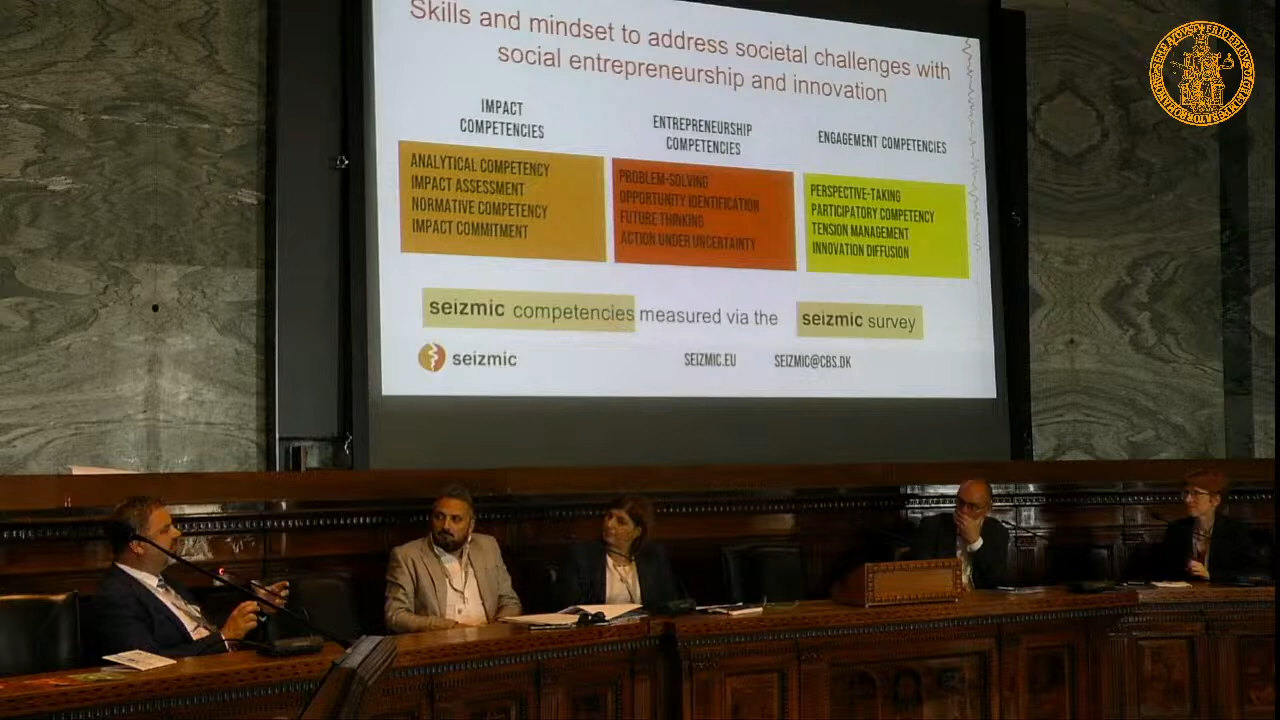 Skills and mindset to address societal challenges with
social entrepreneurship and innovation
IMPACT
COMPETENCIES
ANALYTICAL COMPETENCY
IMPACT ASSESSMENT
NORMATIVE COMPETENCY
IMPACT COMMITMENT
ENTREPRENEURSHIP
COMPETENCIES
PROBLEM-SOLVING
OPPORTUNITY IDENTIFICATION
FUTURE THINKING
ACTION UNDER UNCERTAINTY
ENGAGEMENT COMPETENCIES
PERSPECTIVE-TAKING
PARTICIPATORY COMPETENCY
TENSION MANAGEMENT
INNOVATION DIFFUSION
seizmic competencies measured via the seizmic survey
seizmic
SEIZMIC.EU
SEIZMIC@CBS.DK